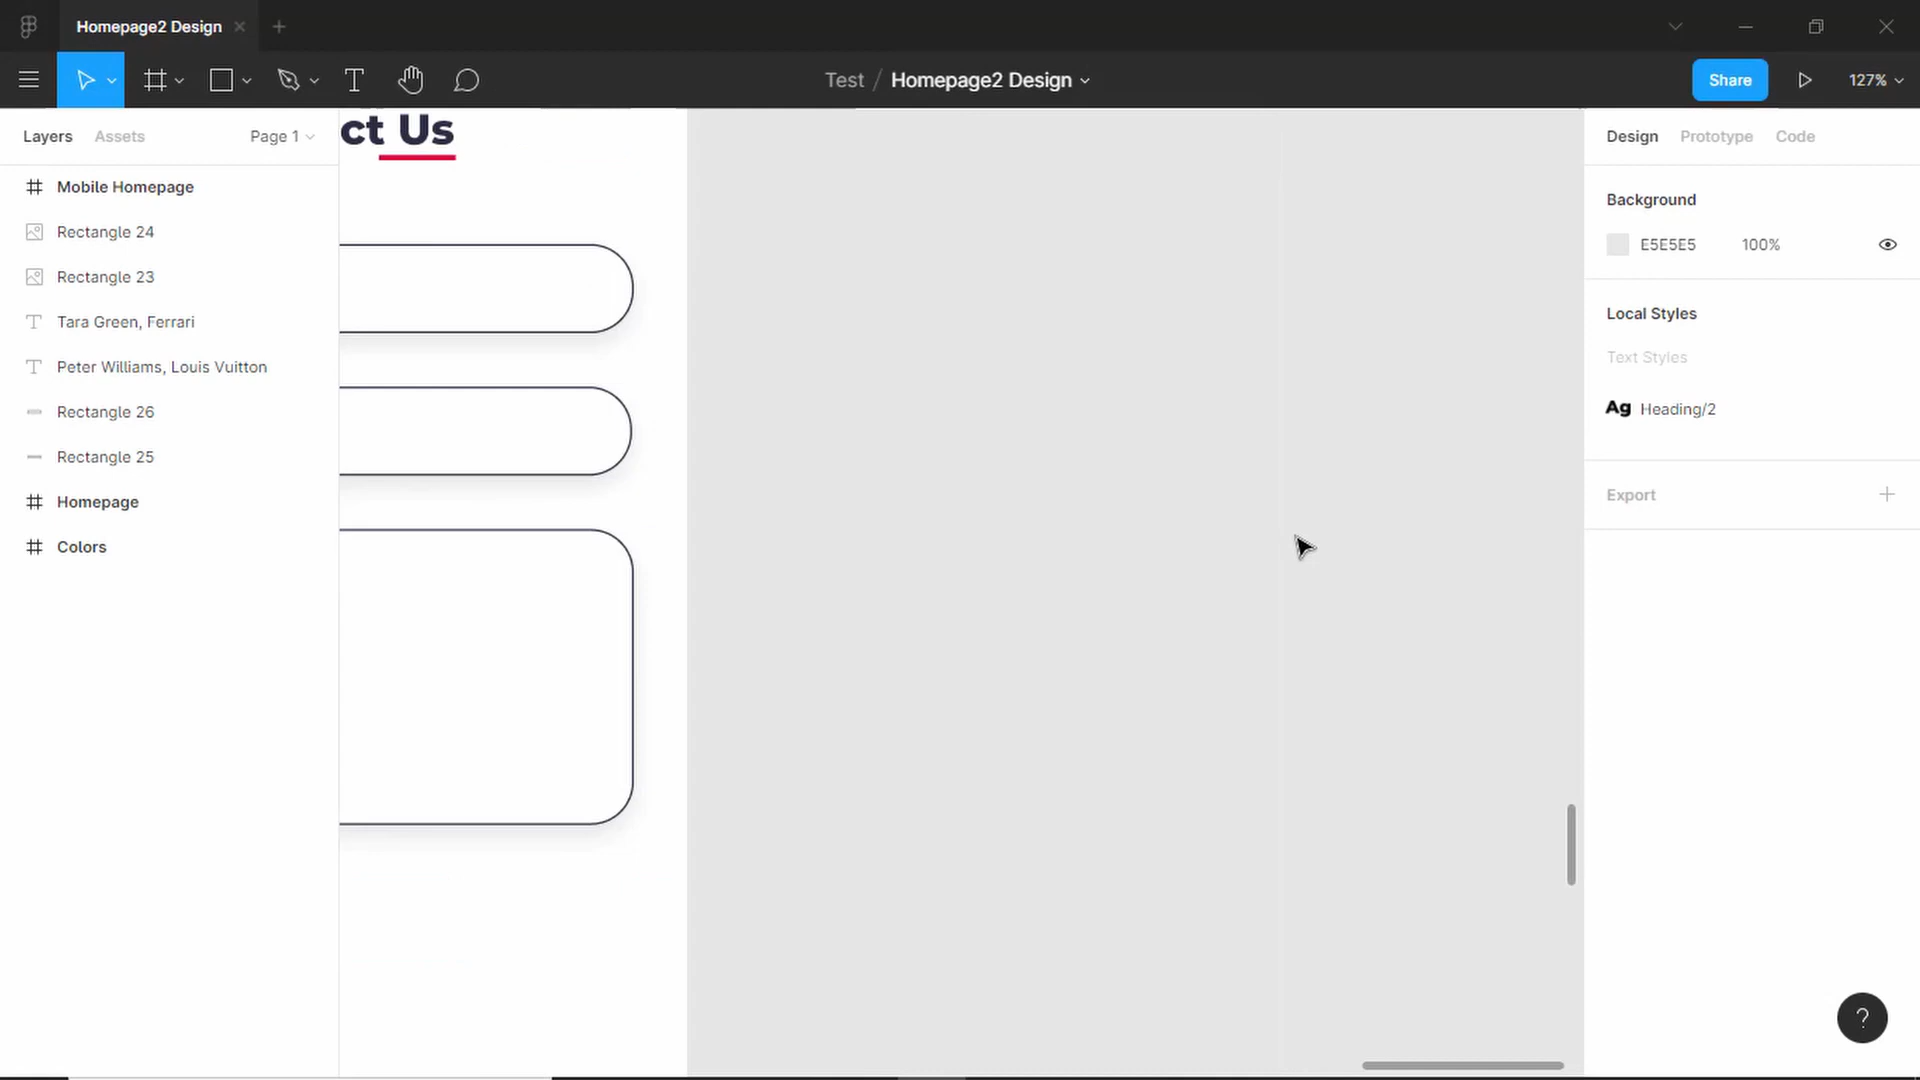 Homepage2 Design
Test / Homepage2 Design
Share
127%
Layers
Assets
Page 1
Mobile Homepage
Rectangle 24
Rectangle 23
Tara Green, Ferrari
Peter Williams, Louis Vuitton
Rectangle 26
Rectangle 25
Homepage
Colors
ct Us
Design
Prototype
Code
Background
E5E5E5
100%
Local Styles
Text Styles
Ag Heading/2
Export
?